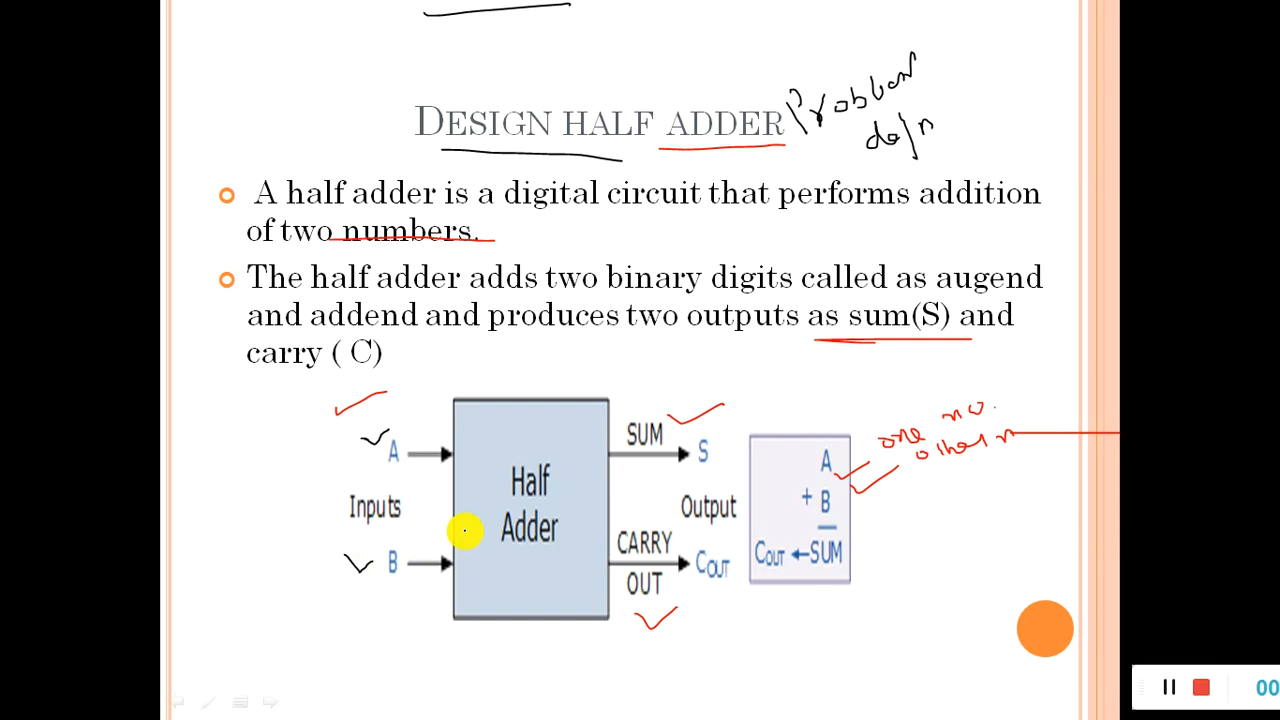 DESIGN HALF ADDER Problem
defn
A half adder is a digital circuit that performs addition
of two numbers.
The half adder adds two binary digits called as augend
and addend and produces two outputs as sum(S) and
carry ( C)
A
Inputs
B
Half
Adder
SUM
S
Output
CARRY
OUT
COUT
A one no.
+ B other n
COUT ←SUM
00